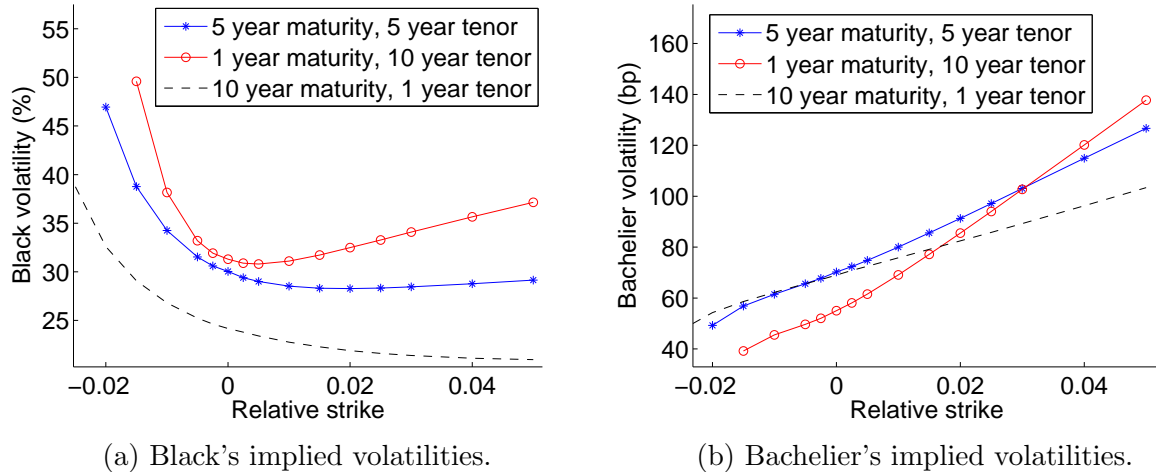 55
50
45
40
35
30
25
Black volatility (%)
5 year maturity, 5 year tenor
1 year maturity, 10 year tenor
10 year maturity, 1 year tenor
−0.02
0
0.02
0.04
Relative strike
(a) Black's implied volatilities.
160
140
120
100
80
60
40
Bachelier volatility (bp)
5 year maturity, 5 year tenor
1 year maturity, 10 year tenor
10 year maturity, 1 year tenor
−0.02
0
0.02
0.04
Relative strike
(b) Bachelier's implied volatilities.